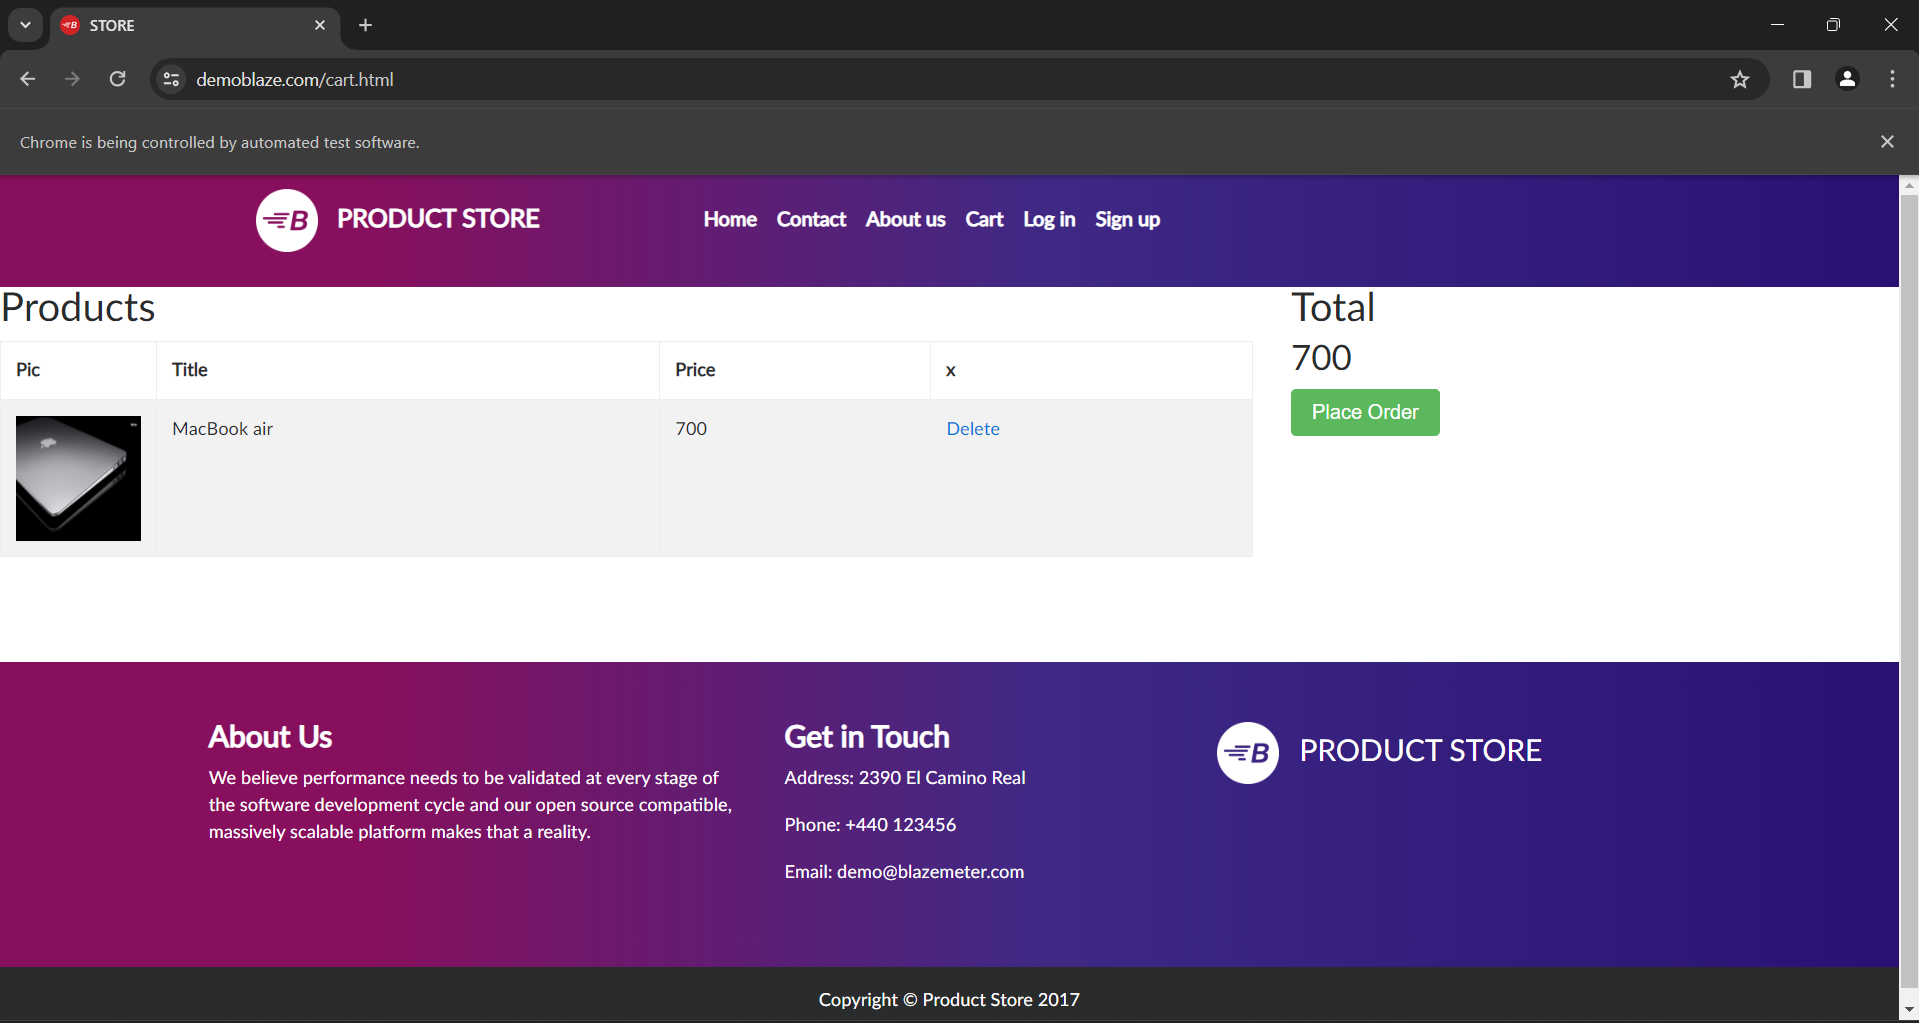 STORE
demoblaze.com/cart.html
Chrome is being controlled by automated test software.
B PRODUCT STORE Home Contact About us Cart Log in Sign up
Products
Total
700
Place Order
Pic Title Price x
MacBook air 700 Delete
About Us
We believe performance needs to be validated at every stage of
the software development cycle and our open source compatible,
massively scalable platform makes that a reality.
Get in Touch
Address: 2390 El Camino Real
Phone: +440 123456
Email: demo@blazemeter.com
B PRODUCT STORE
Copyright © Product Store 2017